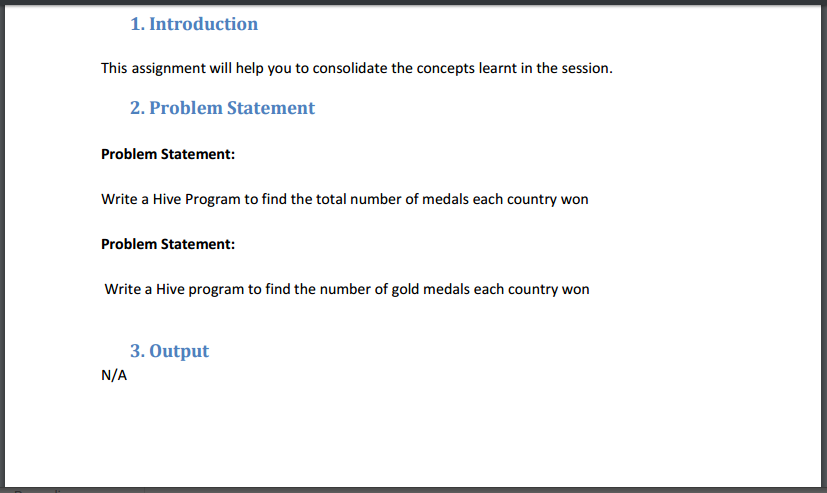 1. Introduction
This assignment will help you to consolidate the concepts learnt in the session.
2. Problem Statement
Problem Statement:
Write a Hive Program to find the total number of medals each country won
Problem Statement:
Write a Hive program to find the number of gold medals each country won
3. Output
N/A